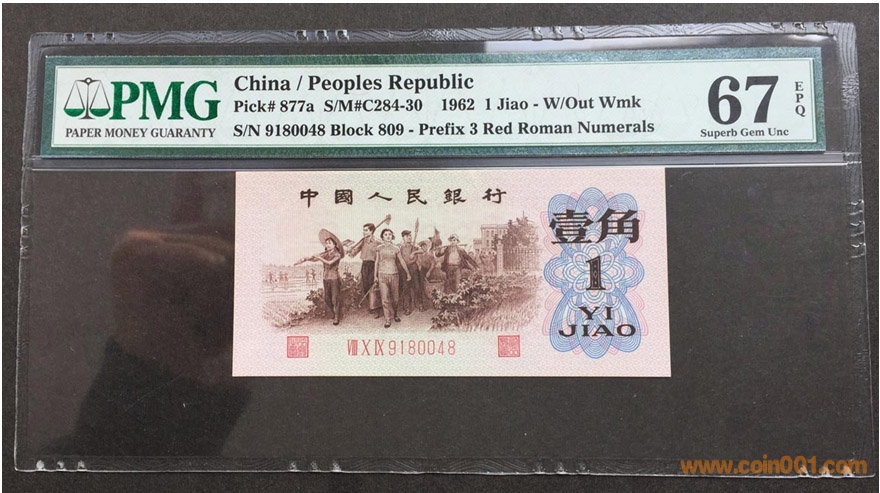 PMG
PAPER MONEY GUARANTY
China / Peoples Republic
Pick# 877a S/M#C284-30 1962 1 Jiao - W/Out Wmk
S/N 9180048 Block 809 - Prefix 3 Red Roman Numerals
67
EPQ
Superb Gem Unc
中國人民銀行
壹角
1
YI
JIAO
Ⅷ Ⅹ Ⅸ 9180048
www.coin001.com